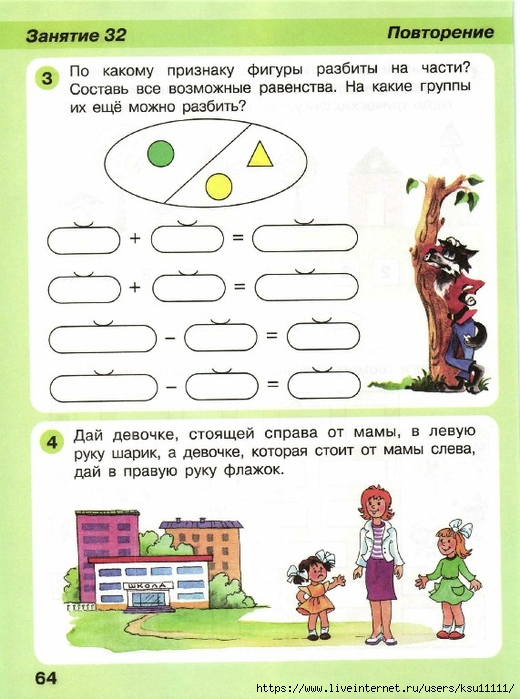 Занятие 32
Повторение
3
По какому признаку фигуры разбиты на части?
Составь все возможные равенства. На какие группы
их ещё можно разбить?
+ =
+ =
– =
– =
4
Дай девочке, стоящей справа от мамы, в левую
руку шарик, а девочке, которая стоит от мамы слева,
дай в правую руку флажок.
ШКОЛА
64
https://www.liveinternet.ru/users/ksu11111/